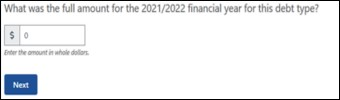 What was the full amount for the 2021/2022 financial year for this debt type?
$ 0
Enter the amount in whole dollars.
Next